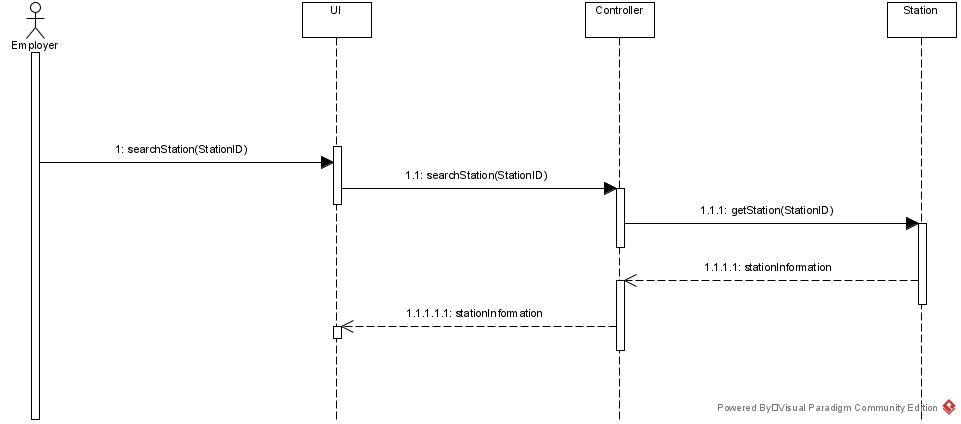 UI
Controller
Station
Employer
1: searchStation(StationID)
1.1: searchStation(StationID)
1.1.1: getStation(StationID)
1.1.1.1: stationInformation
1.1.1.1.1: stationInformation
Powered By□Visual Paradigm Community Edition